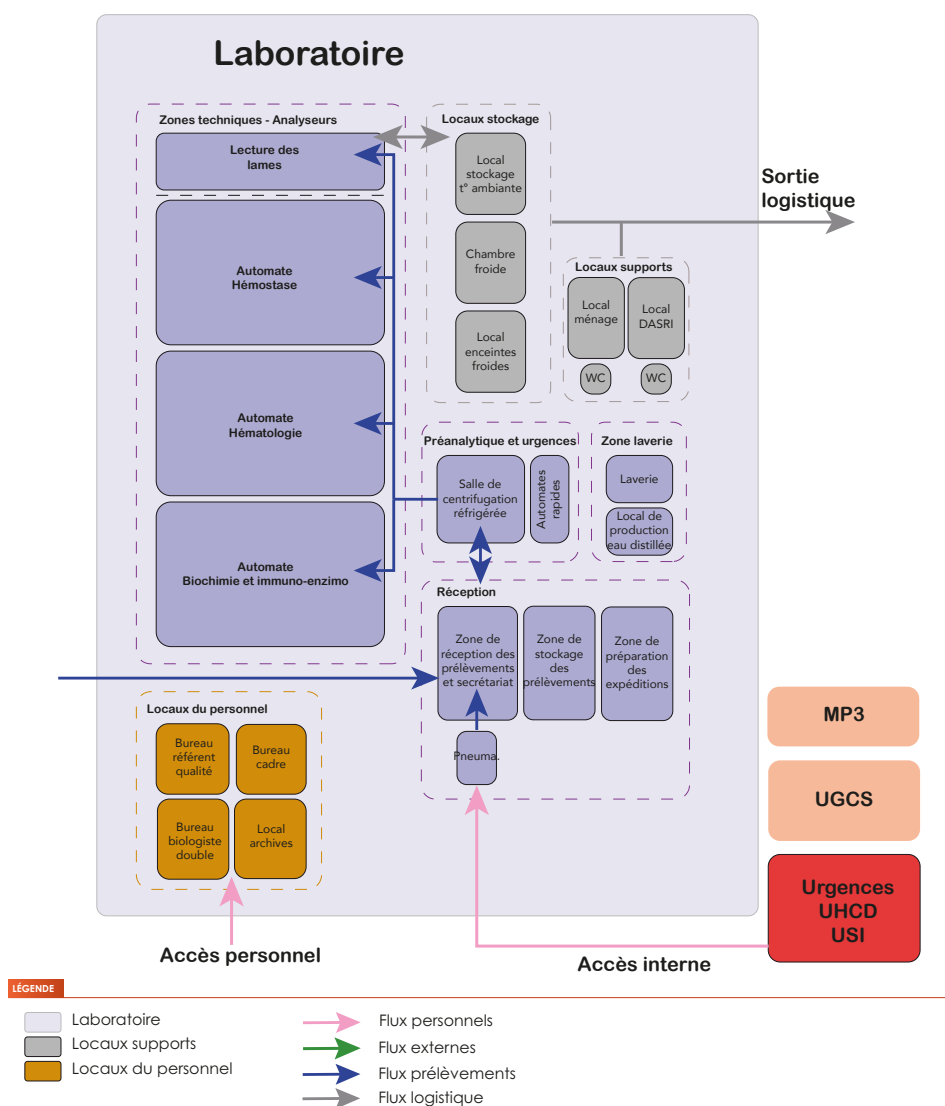 Laboratoire
Zones techniques - Analyseurs
Lecture des
lames
Automate
Hémostase
Automate
Hématologie
Automate
Biochimie et immuno-enzimo
Locaux stockage
Local
stockage
t° ambiante
Chambre
froide
Local
enceintes
froides
Sortie
logistique
Locaux supports
Local
ménage
Local
DASRI
WC
WC
Préanalytique et urgences
Salle de
centrifugation
réfrigérée
Automates
rapides
Zone laverie
Laverie
Local de
production
eau distillée
Réception
Zone de
réception des
prélèvements
et secrétariat
Zone de
stockage
des
prélèvements
Zone de
préparation
des
expéditions
Pneuma.
Locaux du personnel
Bureau
référent
qualité
Bureau
cadre
Bureau
biologiste
double
Local
archives
MP3
UGCS
Urgences
UHCD
USI
Accès personnel
Accès interne
LÉGENDE
Laboratoire
Locaux supports
Locaux du personnel
Flux personnels
Flux externes
Flux prélèvements
Flux logistique